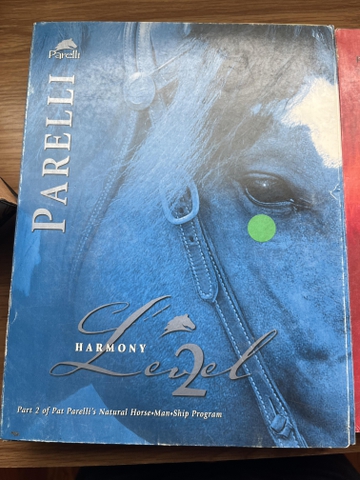 Parelli
PARELLI
HARMONY
Level
2
Part 2 of Pat Parelli's Natural Horse•Man•Ship Program